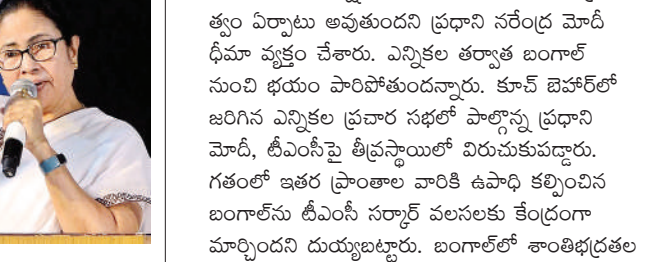 త్వం ఏర్పాటు అవుతుందని ప్రధాని నరేంద్ర మోదీ
ధీమా వ్యక్తం చేశారు. ఎన్నికల తర్వాత బంగాల్
నుంచి భయం పారిపోతుందన్నారు. కూచ్ బెహార్‌లో
జరిగిన ఎన్నికల ప్రచార సభలో పాల్గొన్న ప్రధాని
మోదీ, టీఎంసీపై తీవ్రస్థాయిలో విరుచుకుపడ్డారు.
గతంలో ఇతర ప్రాంతాల వారికి ఉపాధి కల్పించిన
బంగాల్‌ను టీఎంసీ సర్కార్ వలసలకు కేంద్రంగా
మార్చిందని దుయ్యబట్టారు. బంగాల్‌లో శాంతిభద్రతల